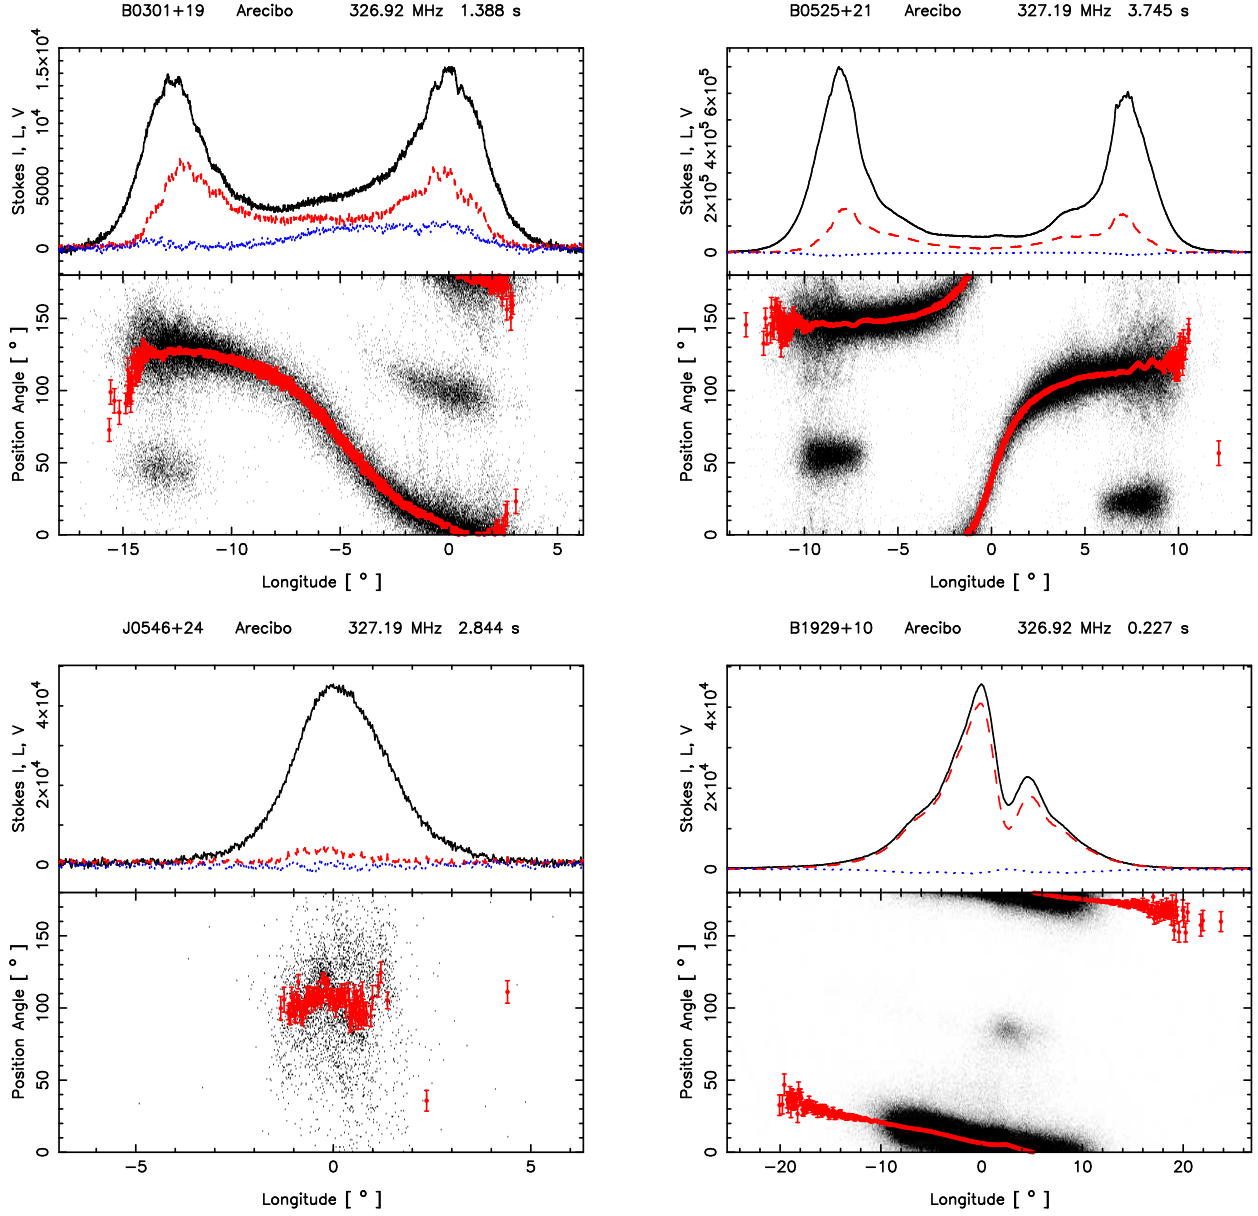 B0301+19 Arecibo 326.92 MHz 1.388 s
Stokes I, L, V
0 5000 10⁴ 1.5×10⁴
Position Angle [ ° ]
0 50 100 150
−15 −10 −5 0 5
Longitude [ ° ]
B0525+21 Arecibo 327.19 MHz 3.745 s
Stokes I, L, V
0 2×10⁵ 4×10⁵ 6×10⁵
Position Angle [ ° ]
0 50 100 150
−10 −5 0 5 10
Longitude [ ° ]
J0546+24 Arecibo 327.19 MHz 2.844 s
Stokes I, L, V
0 2×10⁴ 4×10⁴
Position Angle [ ° ]
0 50 100 150
−5 0 5
Longitude [ ° ]
B1929+10 Arecibo 326.92 MHz 0.227 s
Stokes I, L, V
0 2×10⁴ 4×10⁴
Position Angle [ ° ]
0 50 100 150
−20 −10 0 10 20
Longitude [ ° ]